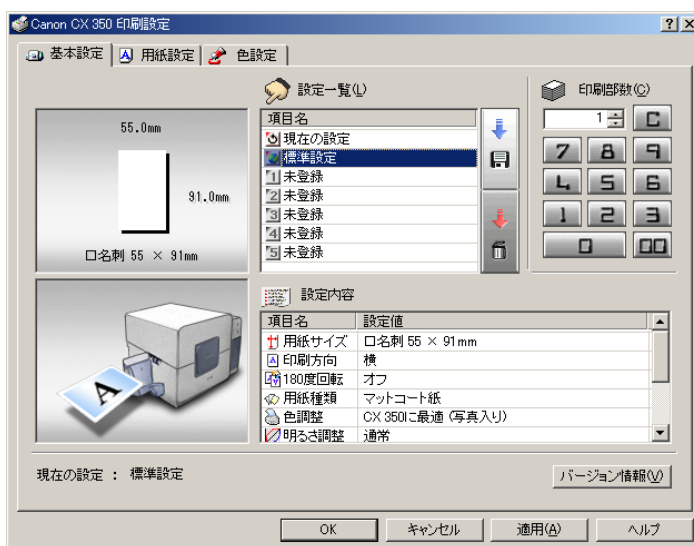 Canon CX 350 印刷設定
基本設定 用紙設定 色設定
設定一覧(L)
印刷部数(C)
55.0mm
91.0mm
口名刺 55 × 91mm
項目名
現在の設定
標準設定
1 未登録
2 未登録
3 未登録
4 未登録
5 未登録
1 C
7 8 9
4 5 6
1 2 3
0 00
A
設定内容
項目名 設定値
用紙サイズ 口名刺 55 × 91mm
印刷方向 横
180度回転 オフ
用紙種類 マットコート紙
色調整 CX 350に最適 (写真入り)
明るさ調整 通常
現在の設定 : 標準設定
バージョン情報(V)
OK キャンセル 適用(A) ヘルプ